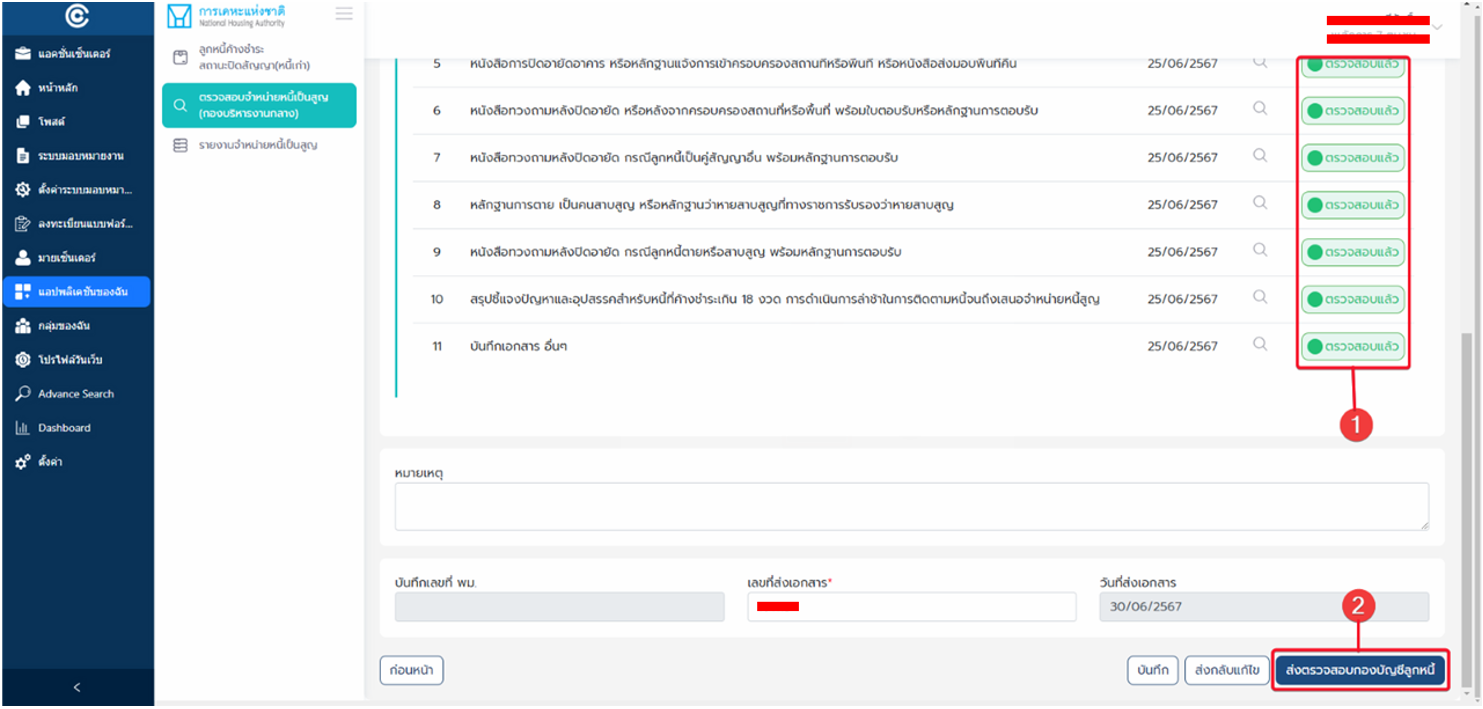 แอคชั่นเซ็นเตอร์
หน้าหลัก
โพสต์
ระบบมอบหมายงาน
ตั้งค่าระบบมอบหมา...
ลงทะเบียนแบบฟอร์...
มายเซ็นเตอร์
แอปพลิเคชันของฉัน
กลุ่มของฉัน
โปรไฟล์วันเว็บ
Advance Search
Dashboard
ตั้งค่า
<
การเคหะแห่งชาติ
National Housing Authority
ลูกหนี้ค้างชำระ
สถานะปิดสัญญา(หนี้เก่า)
ตรวจสอบจำหน่ายหนี้เป็นสูญ
(กองบริหารงานกลาง)
รายงานจำหน่ายหนี้เป็นสูญ
5 หนังสือการปิดอายัดอาคาร หรือหลักฐานแจ้งการเข้าครอบครองสถานที่หรือพื้นที่ หรือหนังสือส่งมอบพื้นที่คืน 25/06/2567 ตรวจสอบแล้ว
6 หนังสือทวงถามหลังปิดอายัด หรือหลังจากครอบครองสถานที่หรือพื้นที่ พร้อมใบตอบรับหรือหลักฐานการตอบรับ 25/06/2567 ตรวจสอบแล้ว
7 หนังสือทวงถามหลังปิดอายัด กรณีลูกหนี้เป็นคู่สัญญาอื่น พร้อมหลักฐานการตอบรับ 25/06/2567 ตรวจสอบแล้ว
8 หลักฐานการตาย เป็นคนสาบสูญ หรือหลักฐานว่าหายสาบสูญที่ทางราชการรับรองว่าหายสาบสูญ 25/06/2567 ตรวจสอบแล้ว
9 หนังสือทวงถามหลังปิดอายัด กรณีลูกหนี้ตายหรือสาบสูญ พร้อมหลักฐานการตอบรับ 25/06/2567 ตรวจสอบแล้ว
10 สรุปชี้แจงปัญหาและอุปสรรคสำหรับหนี้ที่ค้างชำระเกิน 18 งวด การดำเนินการล่าช้าในการติดตามหนี้จนถึงเสนอจำหน่ายหนี้สูญ 25/06/2567 ตรวจสอบแล้ว
11 บันทึกเอกสาร อื่นๆ 25/06/2567 ตรวจสอบแล้ว
1
หมายเหตุ
บันทึกเลขที่ พม. เลขที่ส่งเอกสาร* วันที่ส่งเอกสาร
30/06/2567
2
ก่อนหน้า บันทึก ส่งกลับแก้ไข ส่งตรวจสอบกองบัญชีลูกหนี้